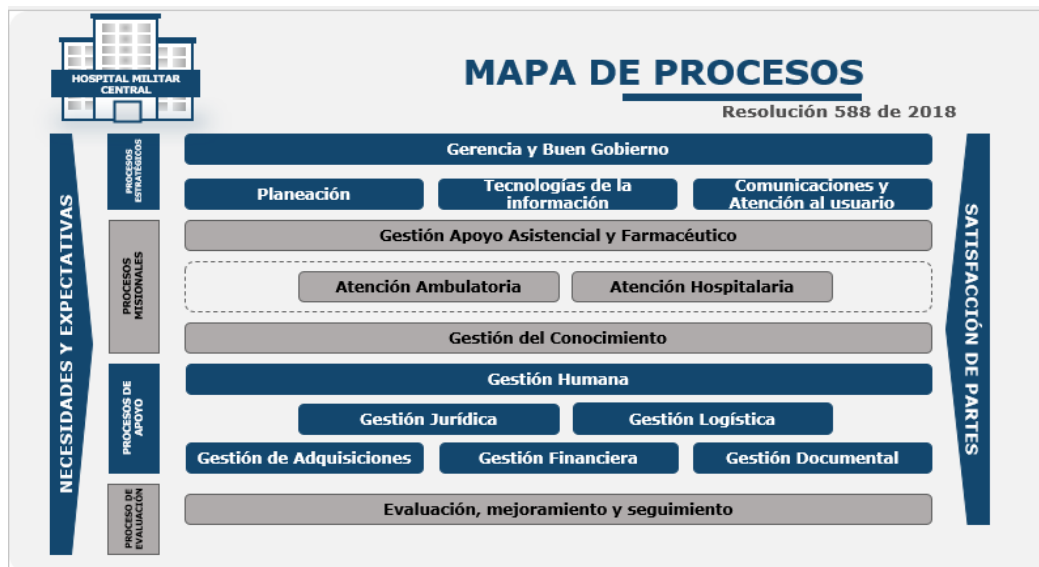 HOSPITAL MILITAR
CENTRAL
MAPA DE PROCESOS
Resolución 588 de 2018
NECESIDADES Y EXPECTATIVAS
PROCESOS
ESTRATÉGICOS
Gerencia y Buen Gobierno
Planeación
Tecnologías de la
información
Comunicaciones y
Atención al usuario
PROCESOS
MISIONALES
Gestión Apoyo Asistencial y Farmacéutico
Atención Ambulatoria
Atención Hospitalaria
Gestión del Conocimiento
PROCESOS DE
APOYO
Gestión Humana
Gestión Jurídica
Gestión Logística
Gestión de Adquisiciones
Gestión Financiera
Gestión Documental
PROCESO DE
EVALUACIÓN
Evaluación, mejoramiento y seguimiento
SATISFACCIÓN DE PARTES